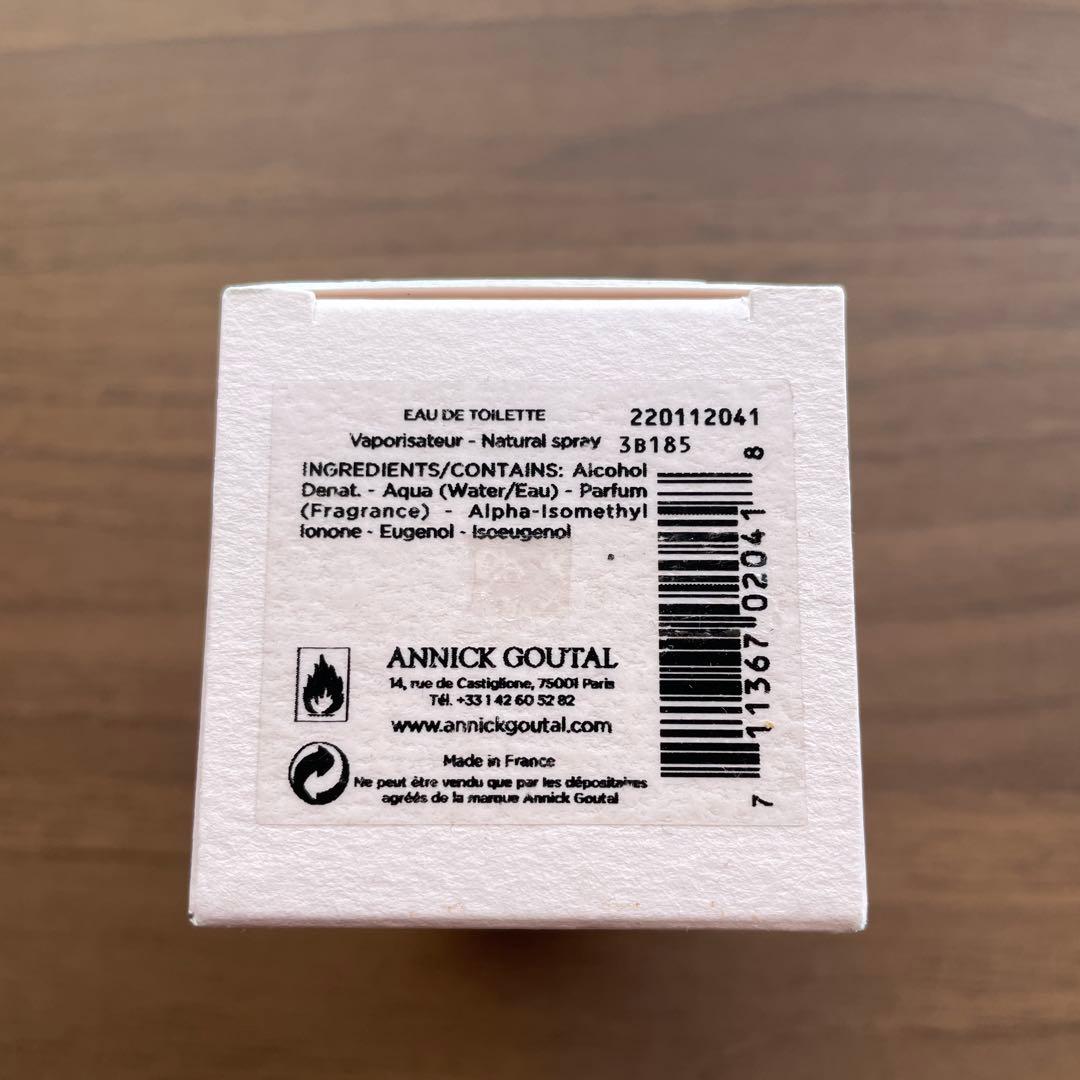 EAU DE TOILETTE
220112041
Vaporisateur - Natural spray
3B185
INGREDIENTS/CONTAINS: Alcohol
Denat. - Aqua (Water/Eau) - Parfum
(Fragrance) - Alpha-Isomethyl
Ionone - Eugenol - Isoeugenol
7 11367 02041 8
ANNICK GOUTAL
14, rue de Castiglione, 75001 Paris
Tél. +33 1 42 60 52 82
www.annickgoutal.com
Made in France
Ne peut être vendu que par les dépositaires
agréés de la marque Annick Goutal